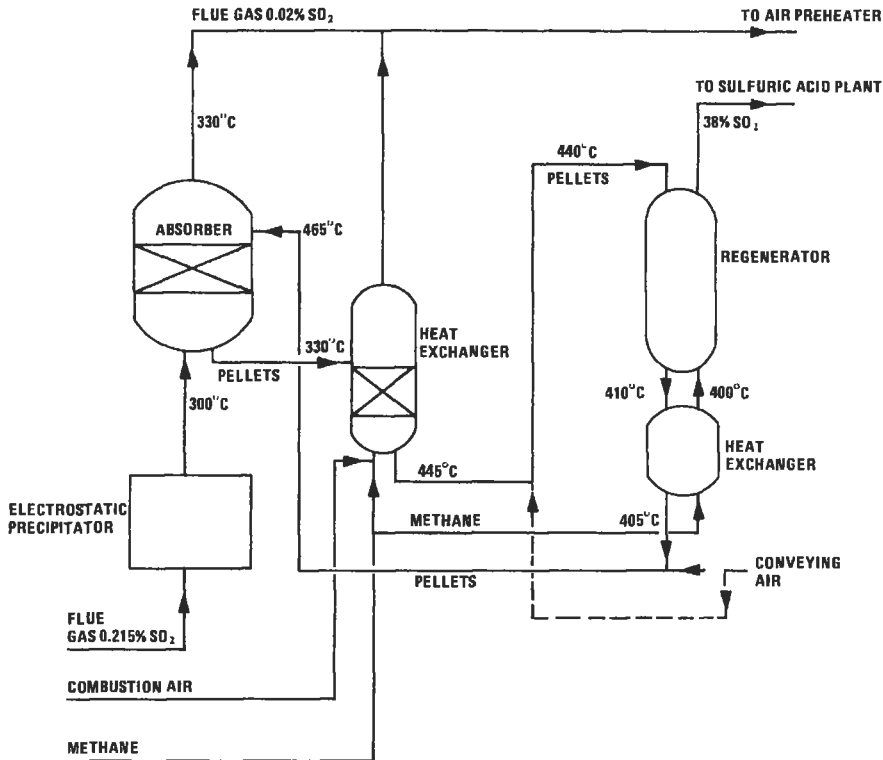 FLUE GAS 0.02% SO2
TO AIR PREHEATER
TO SULFURIC ACID PLANT
38% SO2
330°C
440°C
PELLETS
ABSORBER
465°C
REGENERATOR
HEAT
EXCHANGER
330°C
PELLETS
300°C
410°C
400°C
HEAT
EXCHANGER
445°C
ELECTROSTATIC
PRECIPITATOR
METHANE
405°C
CONVEYING
AIR
PELLETS
FLUE
GAS 0.215% SO2
COMBUSTION AIR
METHANE